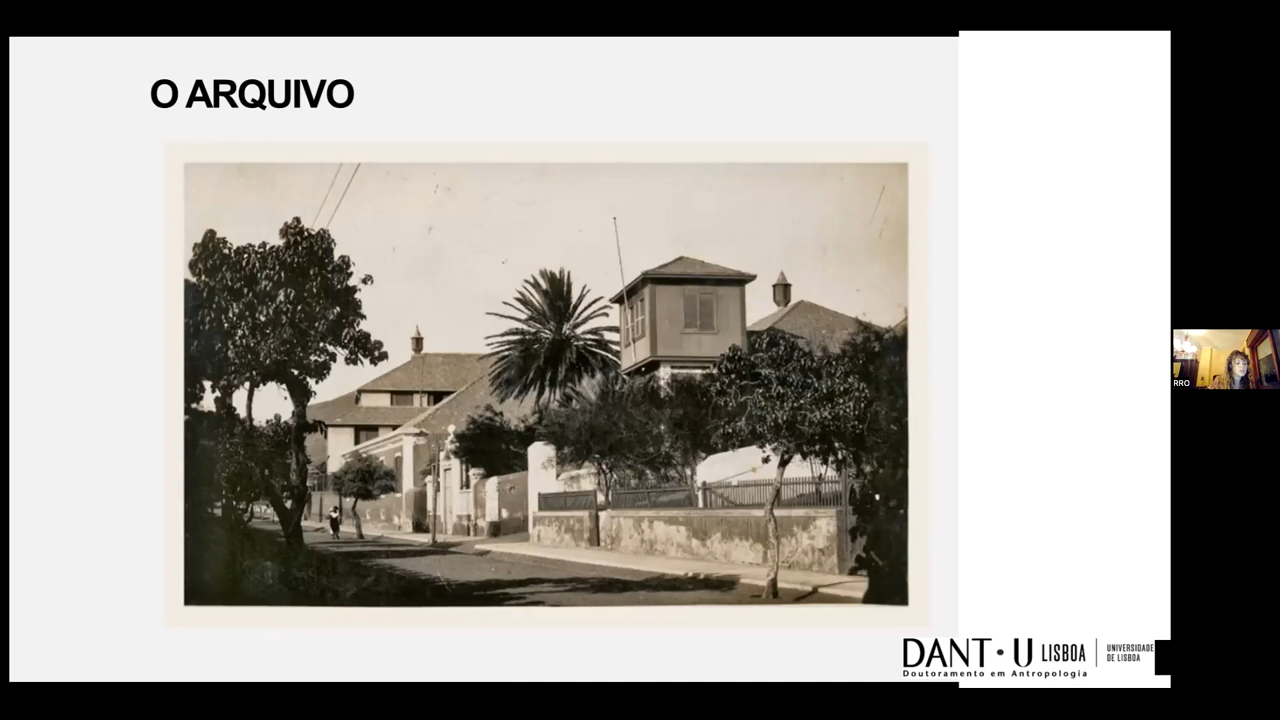 O ARQUIVO
RRO
DANT • U LISBOA
UNIVERSIDADE
DE LISBOA
Doutoramento em Antropologia